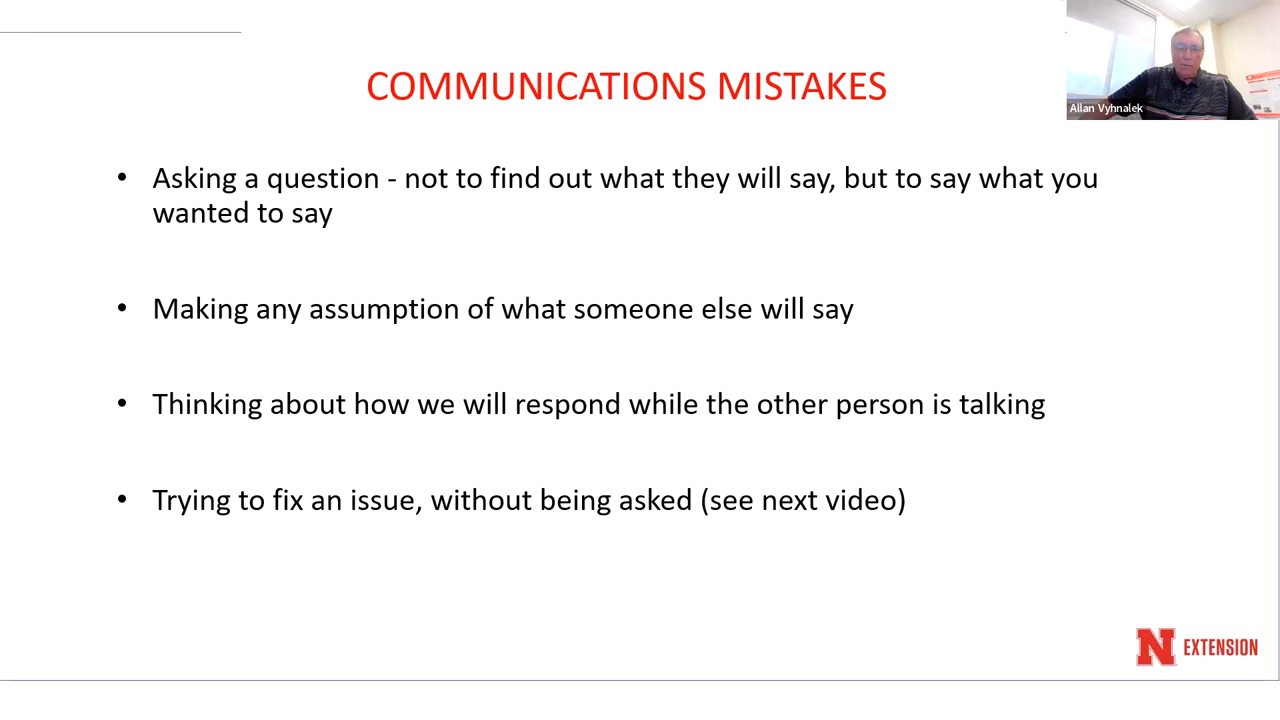 COMMUNICATIONS MISTAKES
Allan Vyhnalek
• Asking a question - not to find out what they will say, but to say what you
wanted to say
• Making any assumption of what someone else will say
• Thinking about how we will respond while the other person is talking
• Trying to fix an issue, without being asked (see next video)
N EXTENSION